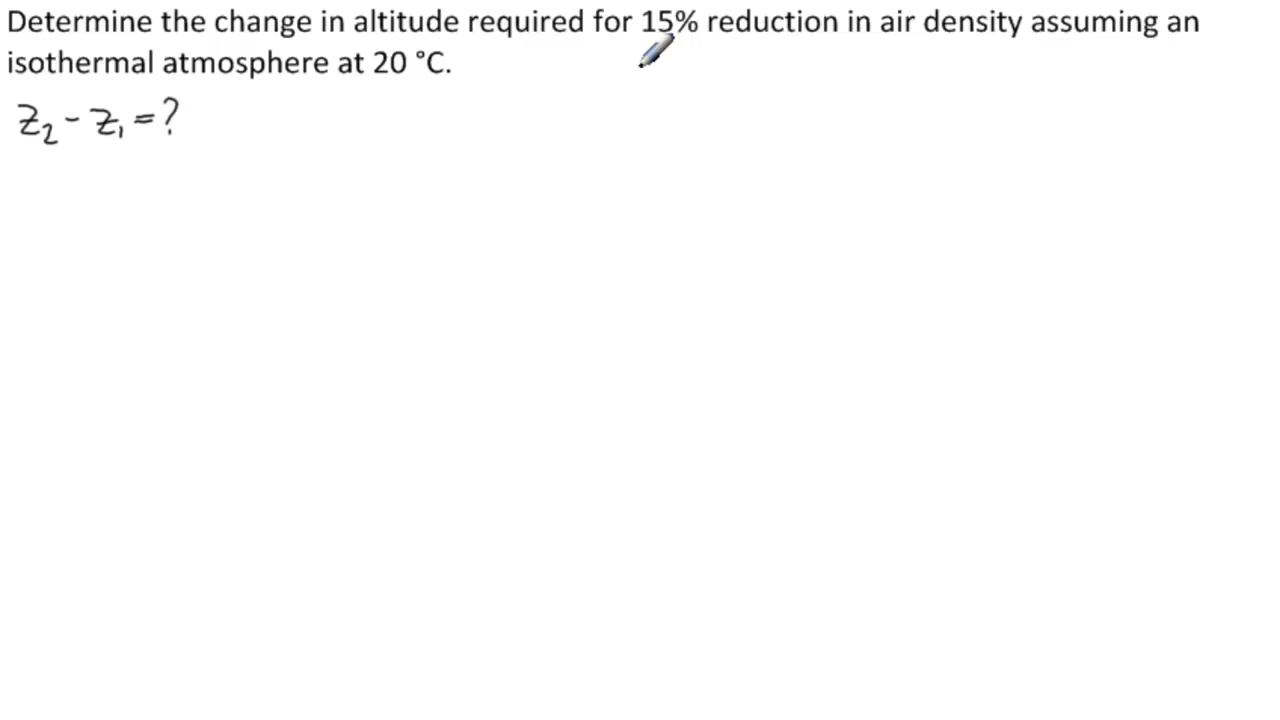 Determine the change in altitude required for 15% reduction in air density assuming an
isothermal atmosphere at 20 °C.
z₂ - z₁ = ?